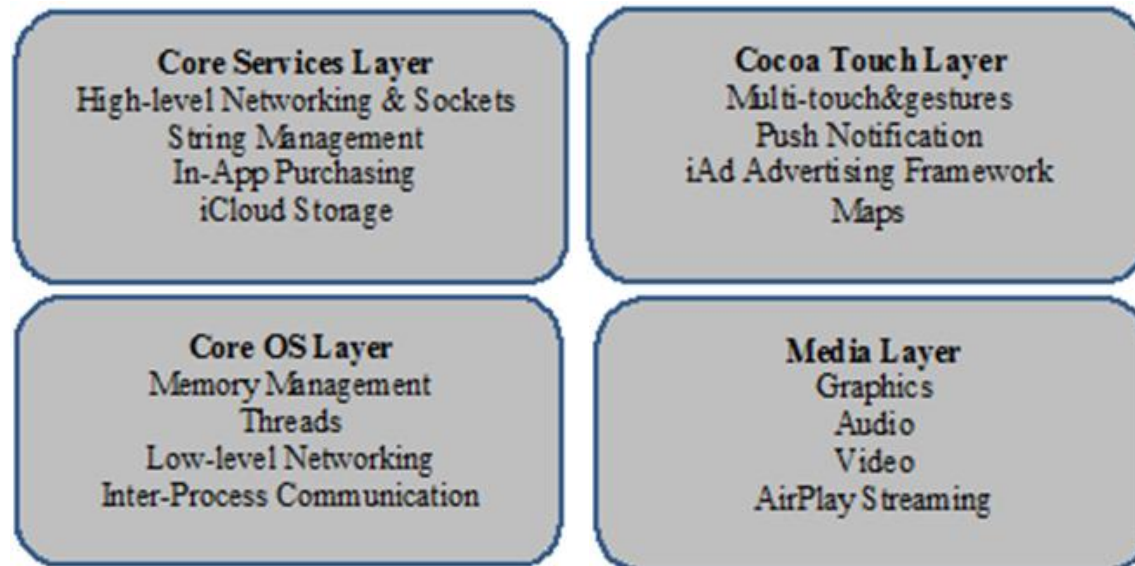 Core Services Layer
High-level Networking & Sockets
String Management
In-App Purchasing
iCloud Storage
Cocoa Touch Layer
Multi-touch&gestures
Push Notification
iAd Advertising Framework
Maps
Core OS Layer
Memory Management
Threads
Low-level Networking
Inter-Process Communication
Media Layer
Graphics
Audio
Video
AirPlay Streaming